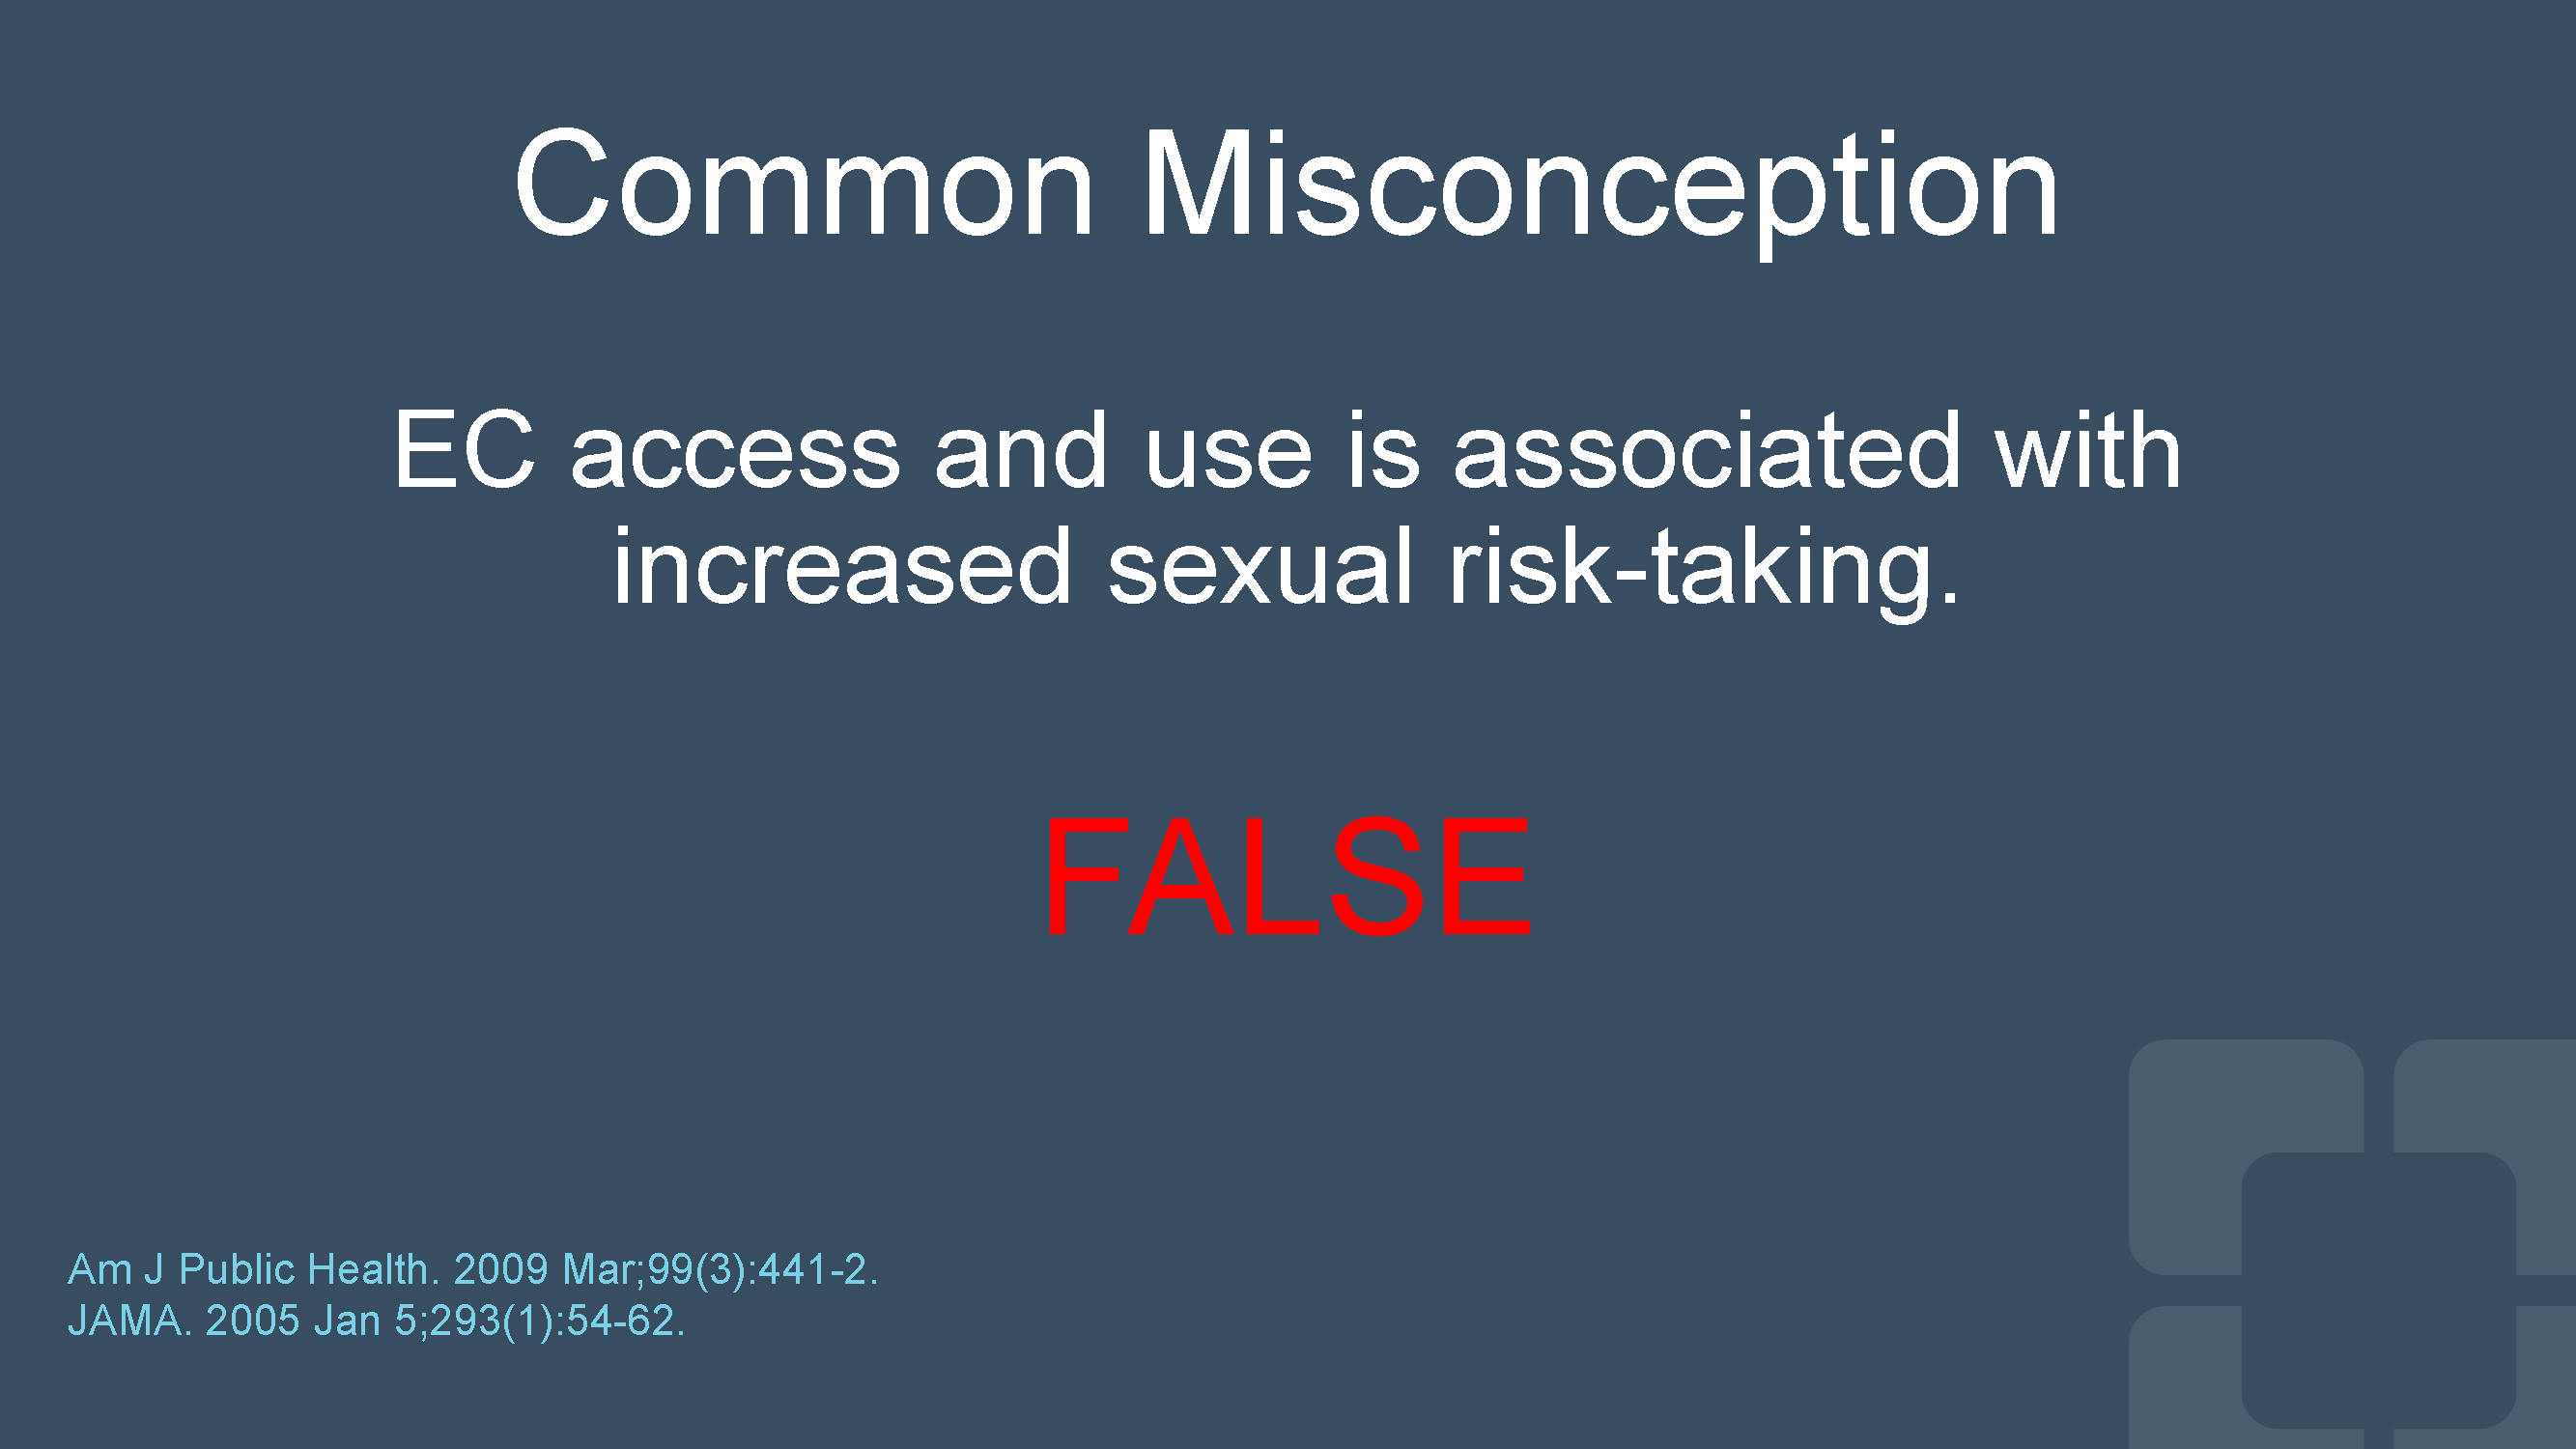 Common Misconception
EC access and use is associated with
increased sexual risk-taking.
FALSE
Am J Public Health. 2009 Mar;99(3):441-2.
JAMA. 2005 Jan 5;293(1):54-62.